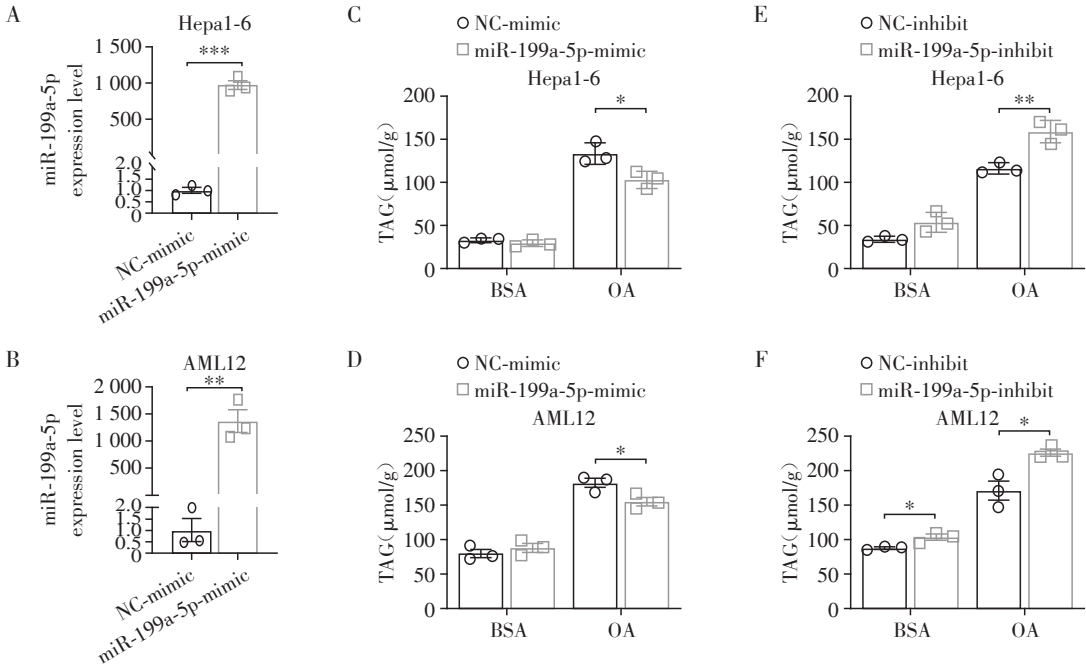 A
Hepa1-6
miR-199a-5p
expression level
1 500
1 000
500
2.0
1.5
1.0
0.5
0
***
NC-mimic
miR-199a-5p-mimic
B
AML12
miR-199a-5p
expression level
2 000
1 500
1 000
500
2.0
1.5
1.0
0.5
0
**
NC-mimic
miR-199a-5p-mimic
C
NC-mimic
miR-199a-5p-mimic
Hepa1-6
TAG(μmol/g)
200
150
100
50
0
*
BSA
OA
D
NC-mimic
miR-199a-5p-mimic
AML12
TAG(μmol/g)
250
200
150
100
50
0
*
BSA
OA
E
NC-inhibit
miR-199a-5p-inhibit
Hepa1-6
TAG(μmol/g)
200
150
100
50
0
**
BSA
OA
F
NC-inhibit
miR-199a-5p-inhibit
AML12
TAG(μmol/g)
250
200
150
100
50
0
*
*
BSA
OA